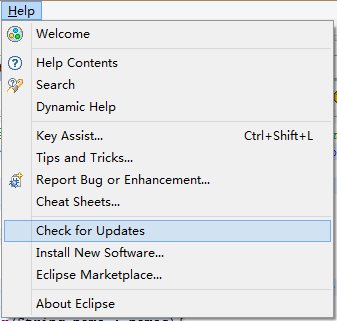 Help
Welcome
Help Contents
Search
Dynamic Help
Key Assist... Ctrl+Shift+L
Tips and Tricks...
Report Bug or Enhancement...
Cheat Sheets...
Check for Updates
Install New Software...
Eclipse Marketplace...
About Eclipse